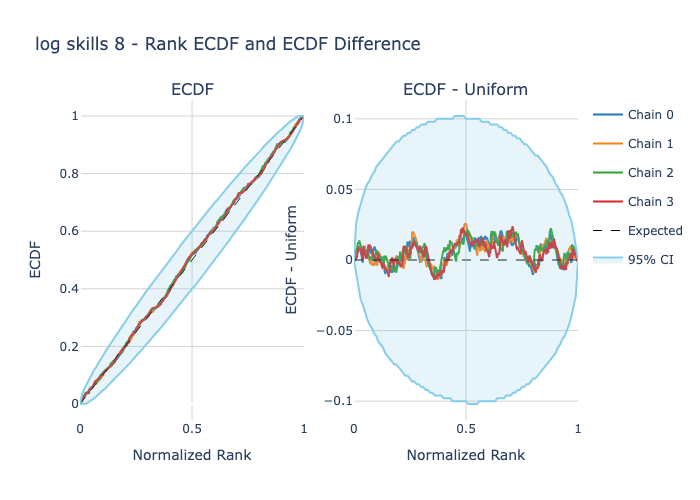 log skills 8 - Rank ECDF and ECDF Difference
ECDF
ECDF - Uniform
1
0.8
0.6
0.4
0.2
0
ECDF
0
0.5
1
Normalized Rank
0.1
0.05
0
−0.05
−0.1
ECDF - Uniform
0
0.5
1
Normalized Rank
Chain 0
Chain 1
Chain 2
Chain 3
Expected
95% CI